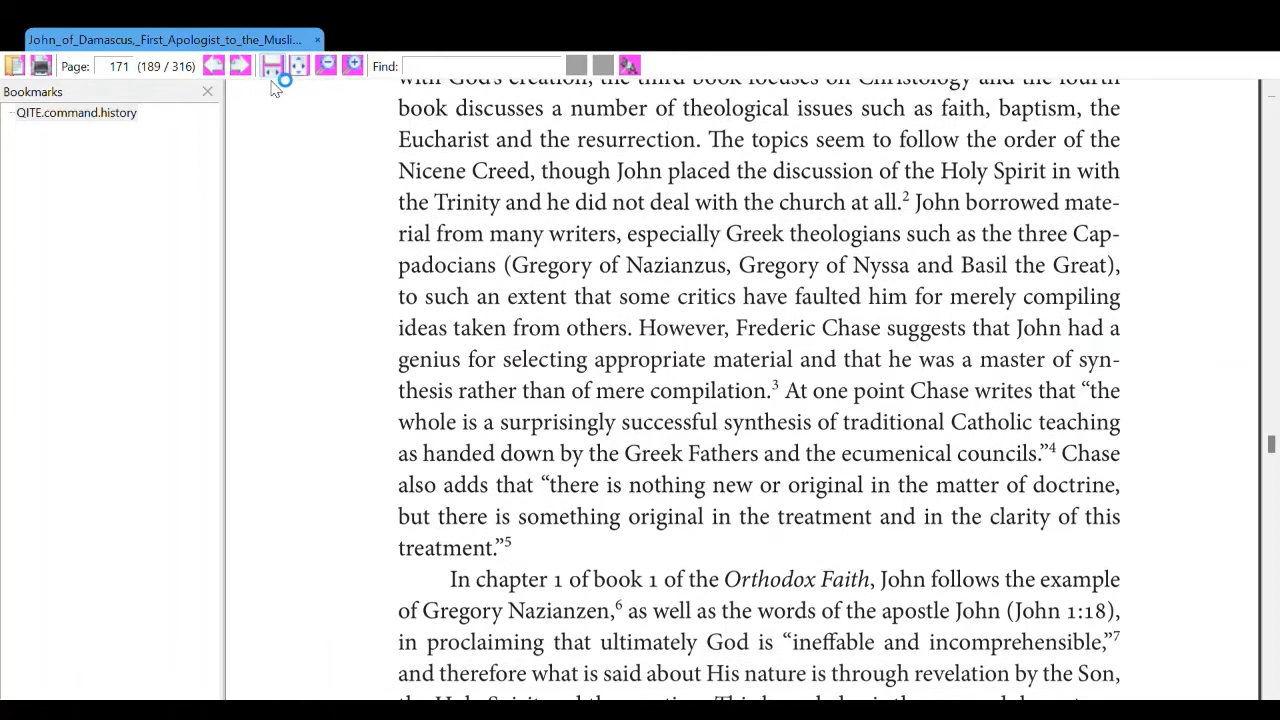 John_of_Damascus,_First_Apologist_to_the_Musli...
Page: 171 (189 / 316) Find:
Bookmarks
QITE.command.history
with God's creation, the third book focuses on Christology and the fourth
book discusses a number of theological issues such as faith, baptism, the
Eucharist and the resurrection. The topics seem to follow the order of the
Nicene Creed, though John placed the discussion of the Holy Spirit in with
the Trinity and he did not deal with the church at all.2 John borrowed mate-
rial from many writers, especially Greek theologians such as the three Cap-
padocians (Gregory of Nazianzus, Gregory of Nyssa and Basil the Great),
to such an extent that some critics have faulted him for merely compiling
ideas taken from others. However, Frederic Chase suggests that John had a
genius for selecting appropriate material and that he was a master of syn-
thesis rather than of mere compilation.3 At one point Chase writes that “the
whole is a surprisingly successful synthesis of traditional Catholic teaching
as handed down by the Greek Fathers and the ecumenical councils.”4 Chase
also adds that “there is nothing new or original in the matter of doctrine,
but there is something original in the treatment and in the clarity of this
treatment.”5
In chapter 1 of book 1 of the Orthodox Faith, John follows the example
of Gregory Nazianzen,6 as well as the words of the apostle John (John 1:18),
in proclaiming that ultimately God is “ineffable and incomprehensible,”7
and therefore what is said about His nature is through revelation by the Son,